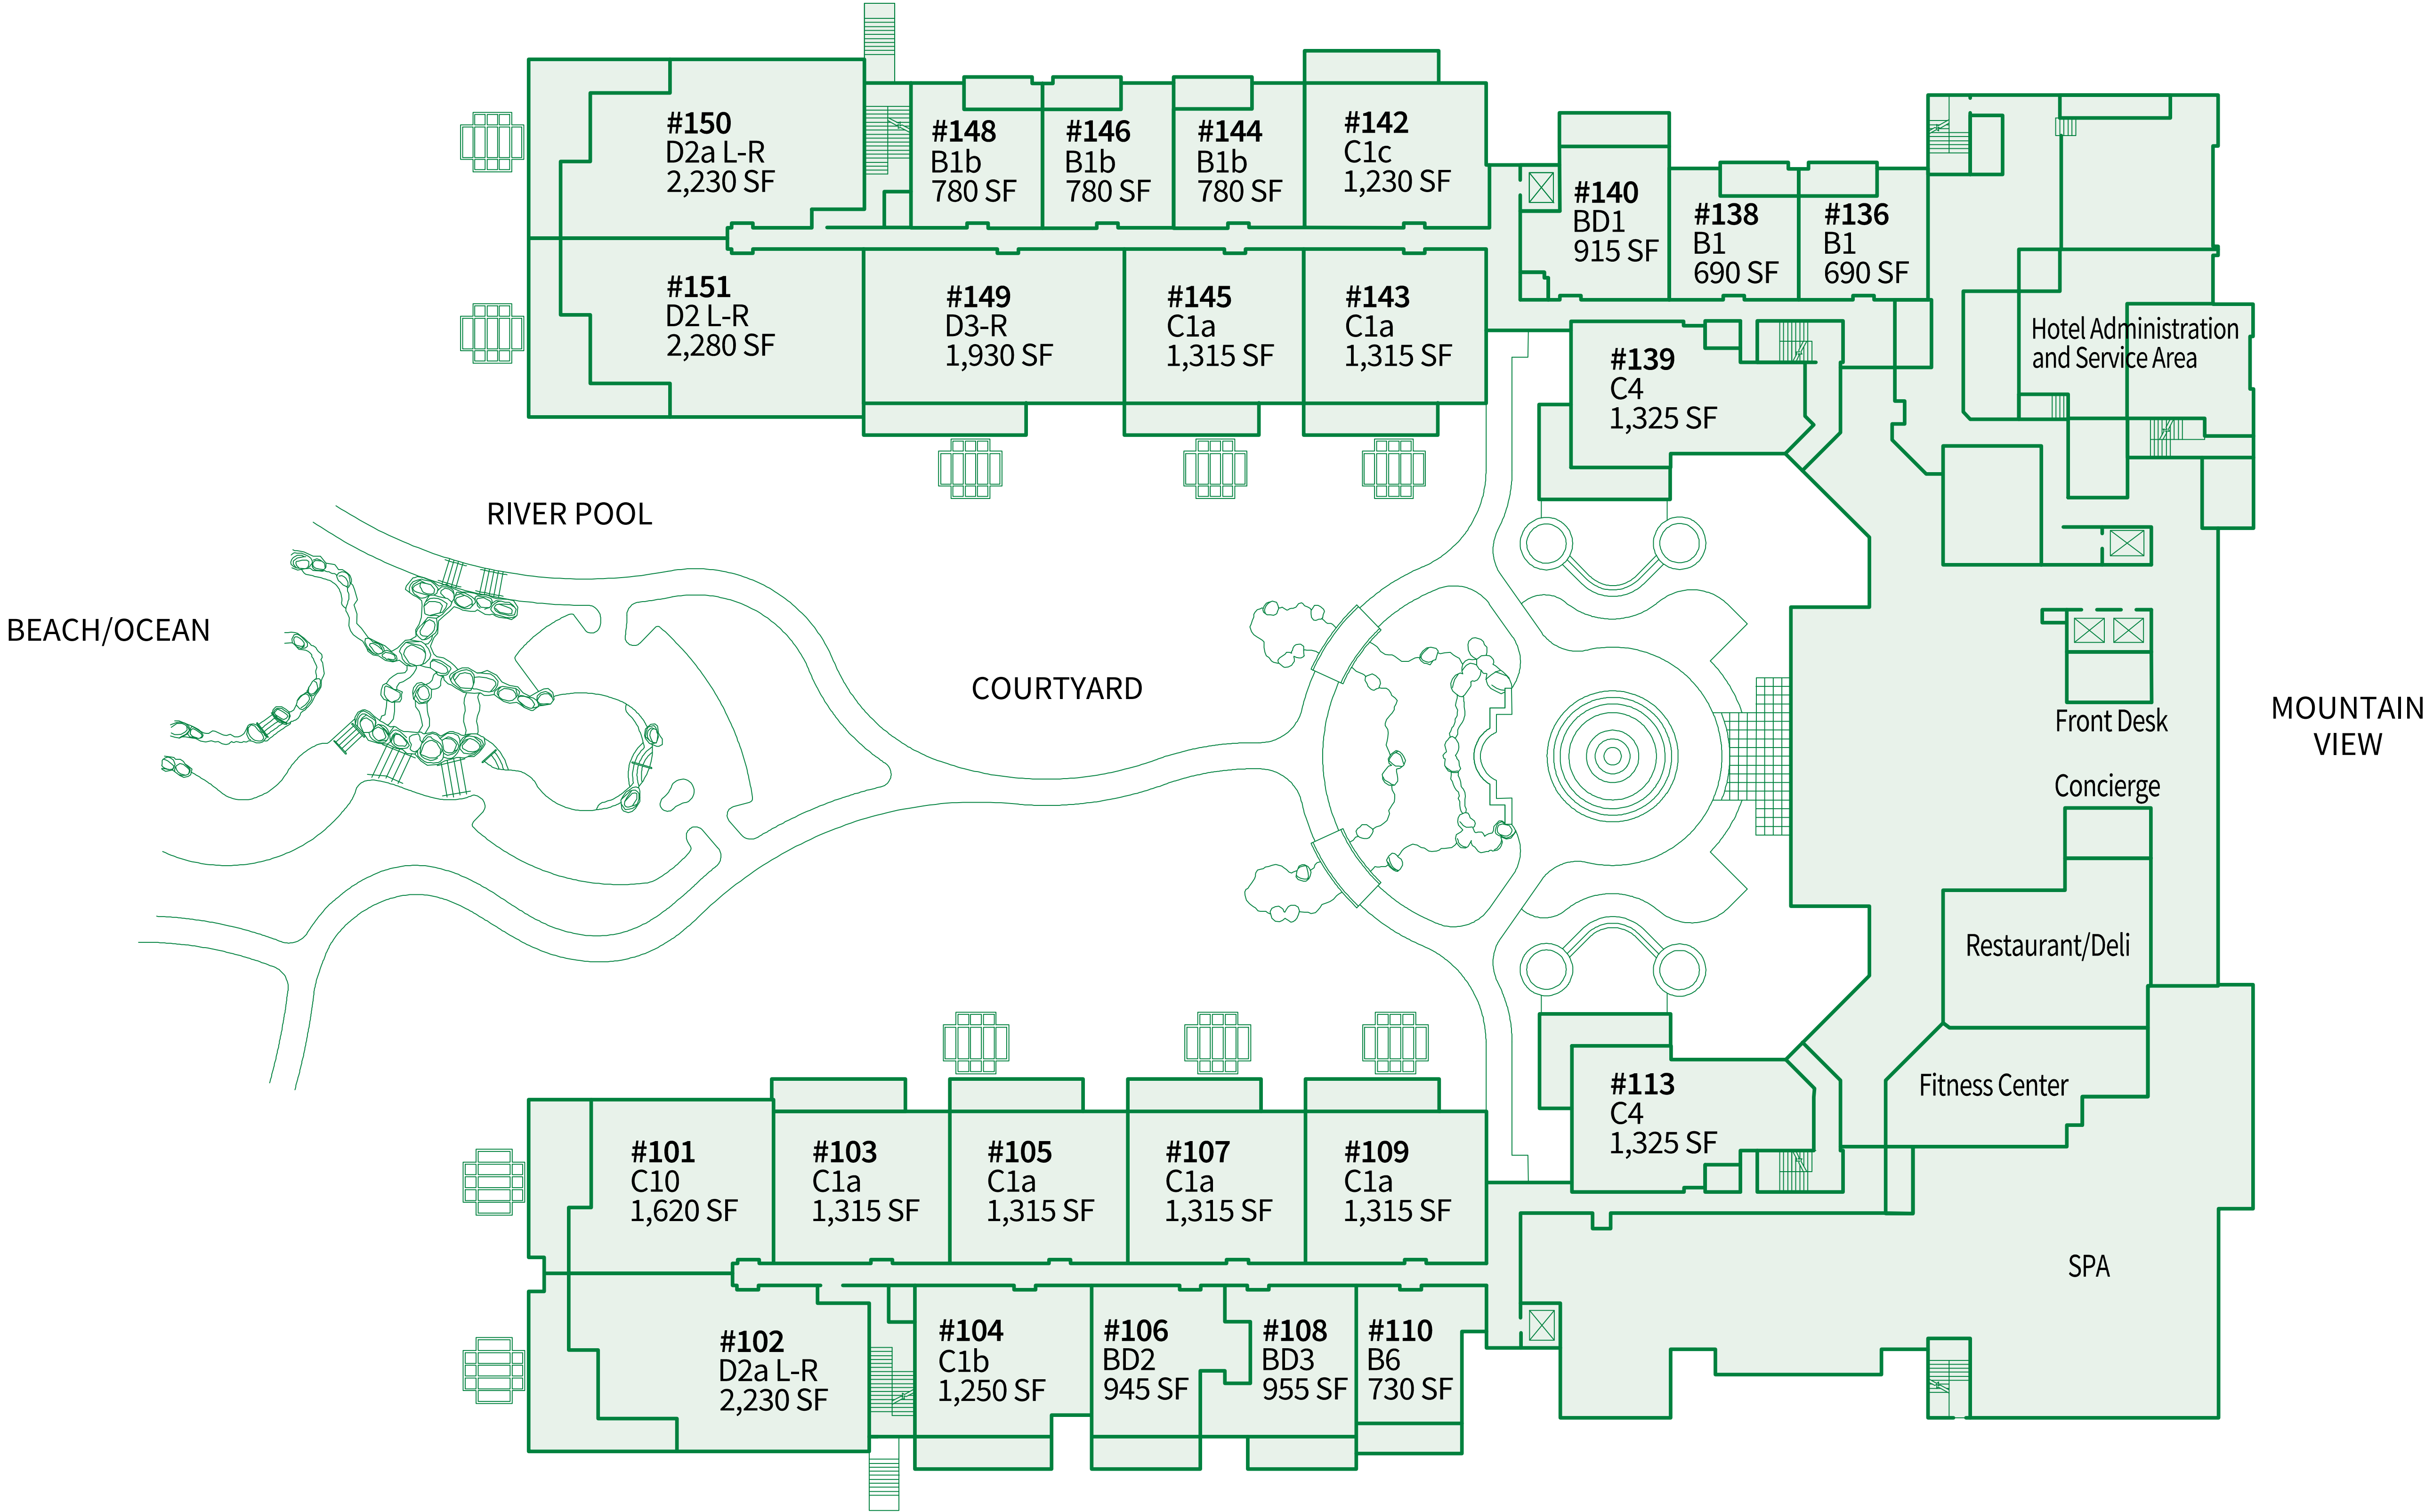 #150
D2a L-R
2,230 SF
#148
B1b
780 SF
#146
B1b
780 SF
#144
B1b
780 SF
#142
C1c
1,230 SF
#140
BD1
915 SF
#138
B1
690 SF
#136
B1
690 SF
#151
D2 L-R
2,280 SF
#149
D3-R
1,930 SF
#145
C1a
1,315 SF
#143
C1a
1,315 SF
#139
C4
1,325 SF
Hotel Administration
and Service Area
RIVER POOL
BEACH/OCEAN
COURTYARD
Front Desk
MOUNTAIN
VIEW
Concierge
Restaurant/Deli
Fitness Center
#113
C4
1,325 SF
#101
C10
1,620 SF
#103
C1a
1,315 SF
#105
C1a
1,315 SF
#107
C1a
1,315 SF
#109
C1a
1,315 SF
SPA
#102
D2a L-R
2,230 SF
#104
C1b
1,250 SF
#106
BD2
945 SF
#108
BD3
955 SF
#110
B6
730 SF